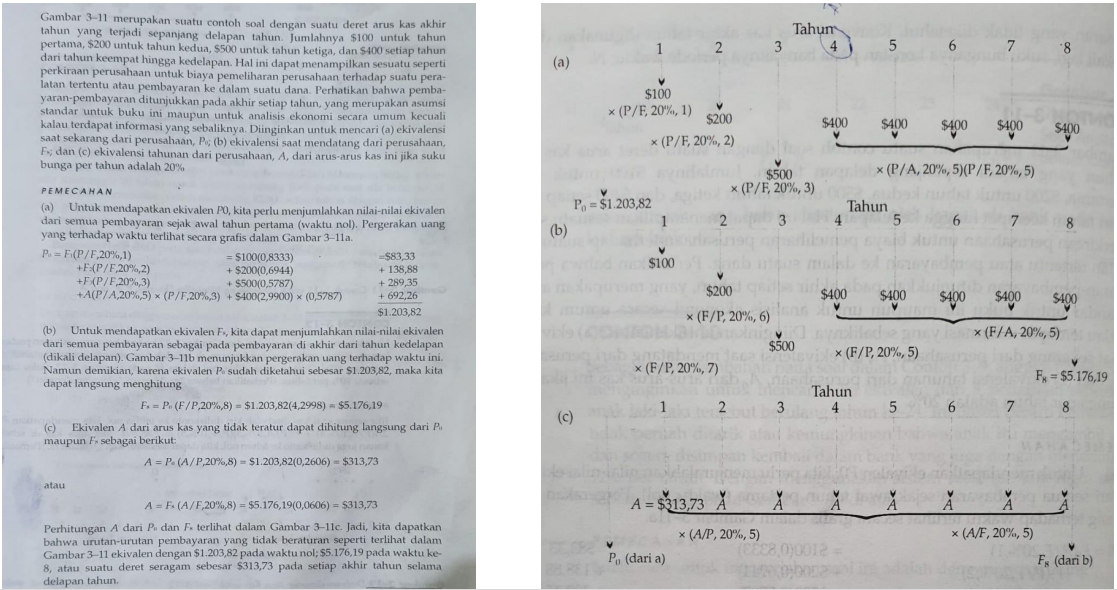 Gambar 3–11 merupakan suatu contoh soal dengan suatu deret arus kas akhir
tahun yang terjadi sepanjang delapan tahun. Jumlahnya $100 untuk tahun
pertama, $200 untuk tahun kedua, $500 untuk tahun ketiga, dan $400 setiap tahun
dari tahun keempat hingga kedelapan. Hal ini dapat menampilkan sesuatu seperti
perkiraan perusahaan untuk biaya pemeliharan perusahaan terhadap suatu pera-
latan tertentu atau pembayaran ke dalam suatu dana. Perhatikan bahwa pemba-
yaran-pembayaran ditunjukkan pada akhir setiap tahun, yang merupakan asumsi
standar untuk buku ini maupun untuk analisis ekonomi secara umum kecuali
kalau terdapat informasi yang sebaliknya. Diinginkan untuk mencari (a) ekivalensi
saat sekarang dari perusahaan, P₀; (b) ekivalensi saat mendatang dari perusahaan,
F₈; dan (c) ekivalensi tahunan dari perusahaan, A, dari arus-arus kas ini jika suku
bunga per tahun adalah 20%
PEMECAHAN
(a) Untuk mendapatkan ekivalen P0, kita perlu menjumlahkan nilai-nilai ekivalen
dari semua pembayaran sejak awal tahun pertama (waktu nol). Pergerakan uang
yang terhadap waktu terlihat secara grafis dalam Gambar 3–11a.
P₀ = F₁(P/F,20%,1) = $100(0,8333) =$83,33
+F₂(P/F,20%,2) + $200(0,6944) + 138,88
+F₃(P/F,20%,3) + $500(0,5787) + 289,35
+A(P/A,20%,5) × (P/F,20%,3) + $400(2,9900) × (0,5787) + 692,26
$1.203,82
(b) Untuk mendapatkan ekivalen F₈, kita dapat menjumlahkan nilai-nilai ekivalen
dari semua pembayaran sebagai pada pembayaran di akhir dari tahun kedelapan
(dikali delapan). Gambar 3–11b menunjukkan pergerakan uang terhadap waktu ini.
Namun demikian, karena ekivalen P₀ sudah diketahui sebesar $1.203,82, maka kita
dapat langsung menghitung
F₈ = P₀ (F/P,20%,8) = $1.203,82(4,2998) = $5.176,19
(c) Ekivalen A dari arus kas yang tidak teratur dapat dihitung langsung dari P₀
maupun F₈ sebagai berikut:
A = P₀ (A/P,20%,8) = $1.203,82(0,2606) = $313,73
atau
A = F₈ (A/F,20%,8) = $5.176,19(0,0606) = $313,73
Perhitungan A dari P₀ dan F₈ terlihat dalam Gambar 3–11c. Jadi, kita dapatkan
bahwa urutan-urutan pembayaran yang tidak beraturan seperti terlihat dalam
Gambar 3–11 ekivalen dengan $1.203,82 pada waktu nol; $5.176,19 pada waktu ke-
8, atau suatu deret seragam sebesar $313,73 pada setiap akhir tahun selama
delapan tahun.
Tahun
1 2 3 4 5 6 7 8
(a)
$100
× (P/F, 20%, 1)
$200
$400 $400 $400 $400 $400
× (P/F, 20%, 2)
$500
× (P/A, 20%, 5)(P/F, 20%, 5)
× (P/F, 20%, 3)
P₀ = $1.203,82
Tahun
(b)
1 2 3 4 5 6 7 8
$100
$200
$400 $400 $400 $400 $400
× (F/P, 20%, 6)
× (F/A, 20%, 5)
$500
× (F/P, 20%, 5)
× (F/P, 20%, 7)
F₈ = $5.176,19
Tahun
(c)
1 2 3 4 5 6 7 8
A = $313,73 A A A A A A A
× (A/P, 20%, 5)
× (A/F, 20%, 5)
P₀ (dari a)
F₈ (dari b)